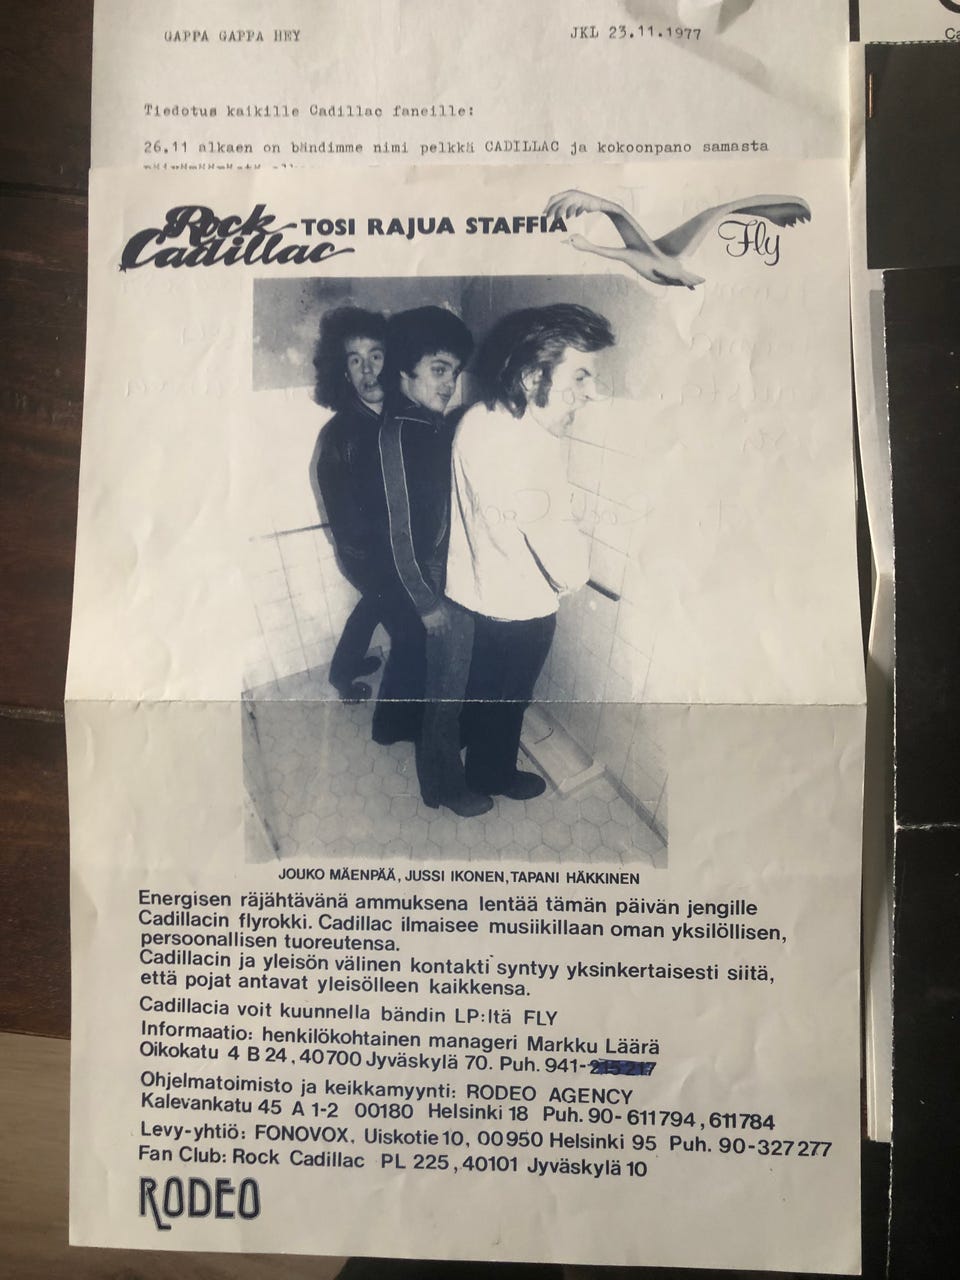 GAPPA GAPPA HEY
JKL 23.11.1977
Tiedotus kaikille Cadillac faneille:
26.11 alkaen on bändimme nimi pelkkä CADILLAC ja kokoonpano samasta
Rock Cadillac
TOSI RAJUA STAFFIA
Fly
JOUKO MÄENPÄÄ, JUSSI IKONEN, TAPANI HÄKKINEN
Energisen räjähtävänä ammuksena lentää tämän päivän jengille
Cadillacin flyrokki. Cadillac ilmaisee musiikillaan oman yksilöllisen,
persoonallisen tuoreutensa.
Cadillacin ja yleisön välinen kontakti syntyy yksinkertaisesti siitä,
että pojat antavat yleisölleen kaikkensa.
Cadillacia voit kuunnella bändin LP:ltä FLY
Informaatio: henkilökohtainen manageri Markku Läärä
Oikokatu 4 B 24, 40700 Jyväskylä 70. Puh. 941-
Ohjelmatoimisto ja keikkamyynti: RODEO AGENCY
Kalevankatu 45 A 1-2 00180 Helsinki 18 Puh. 90-611794, 611784
Levy-yhtiö: FONOVOX, Uiskotie 10, 00950 Helsinki 95 Puh. 90-327277
Fan Club: Rock Cadillac PL 225, 40101 Jyväskylä 10
RODEO